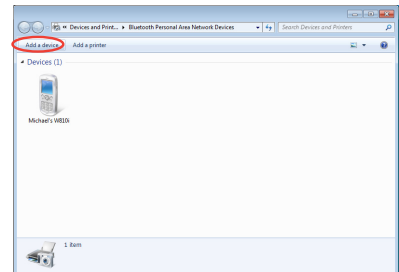 « Devices and Print... ▸ Bluetooth Personal Area Network Devices
Search Devices and Printers
Add a device Add a printer
Devices (1)
Michael's W810i
1 item